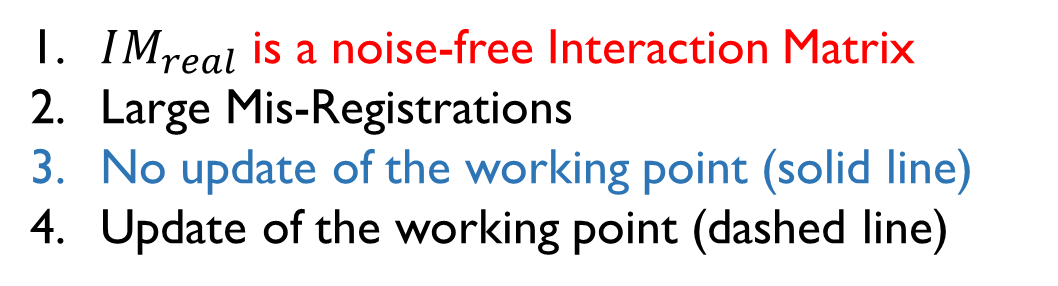 1. IM_real is a noise-free Interaction Matrix
2. Large Mis-Registrations
3. No update of the working point (solid line)
4. Update of the working point (dashed line)